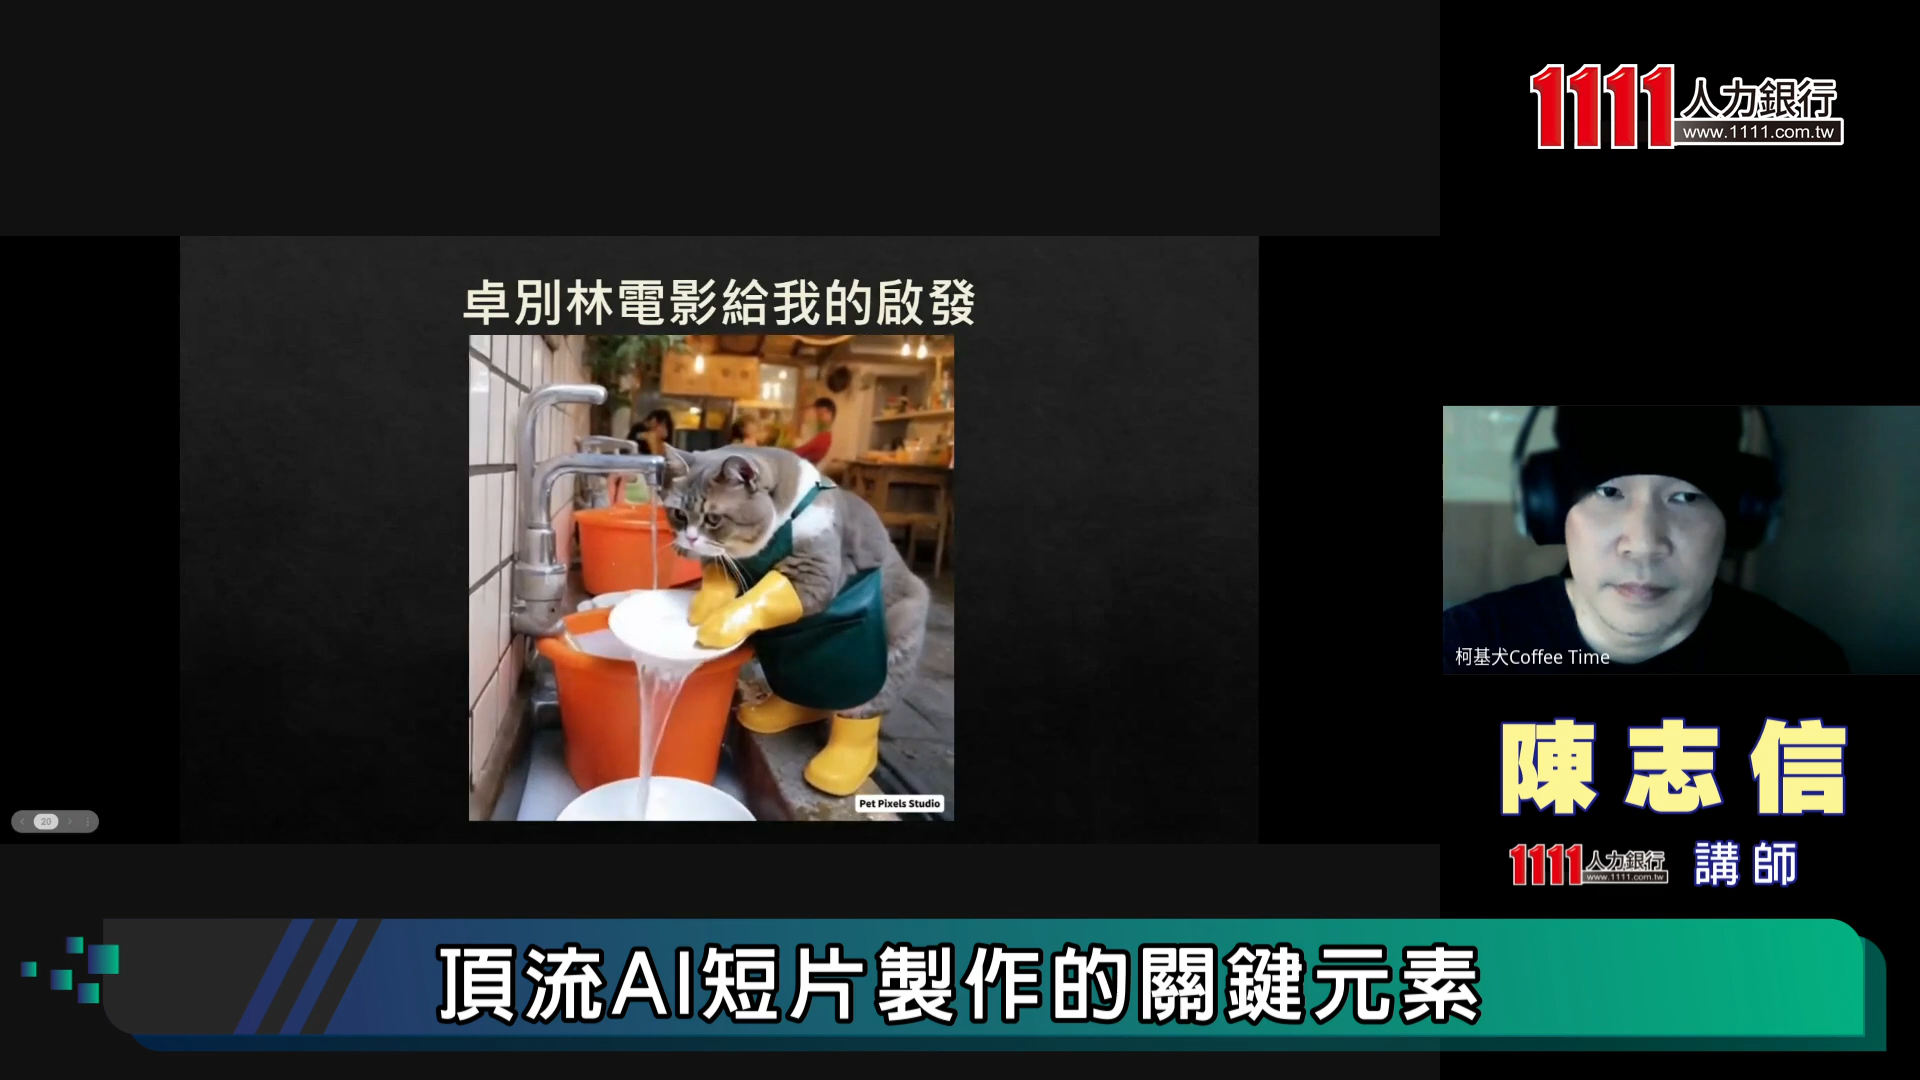 1111人力銀行
www.1111.com.tw
卓別林電影給我的啟發
Pet Pixels Studio
20
柯基犬Coffee Time
陳志信
1111人力銀行
www.1111.com.tw
講師
頂流AI短片製作的關鍵元素